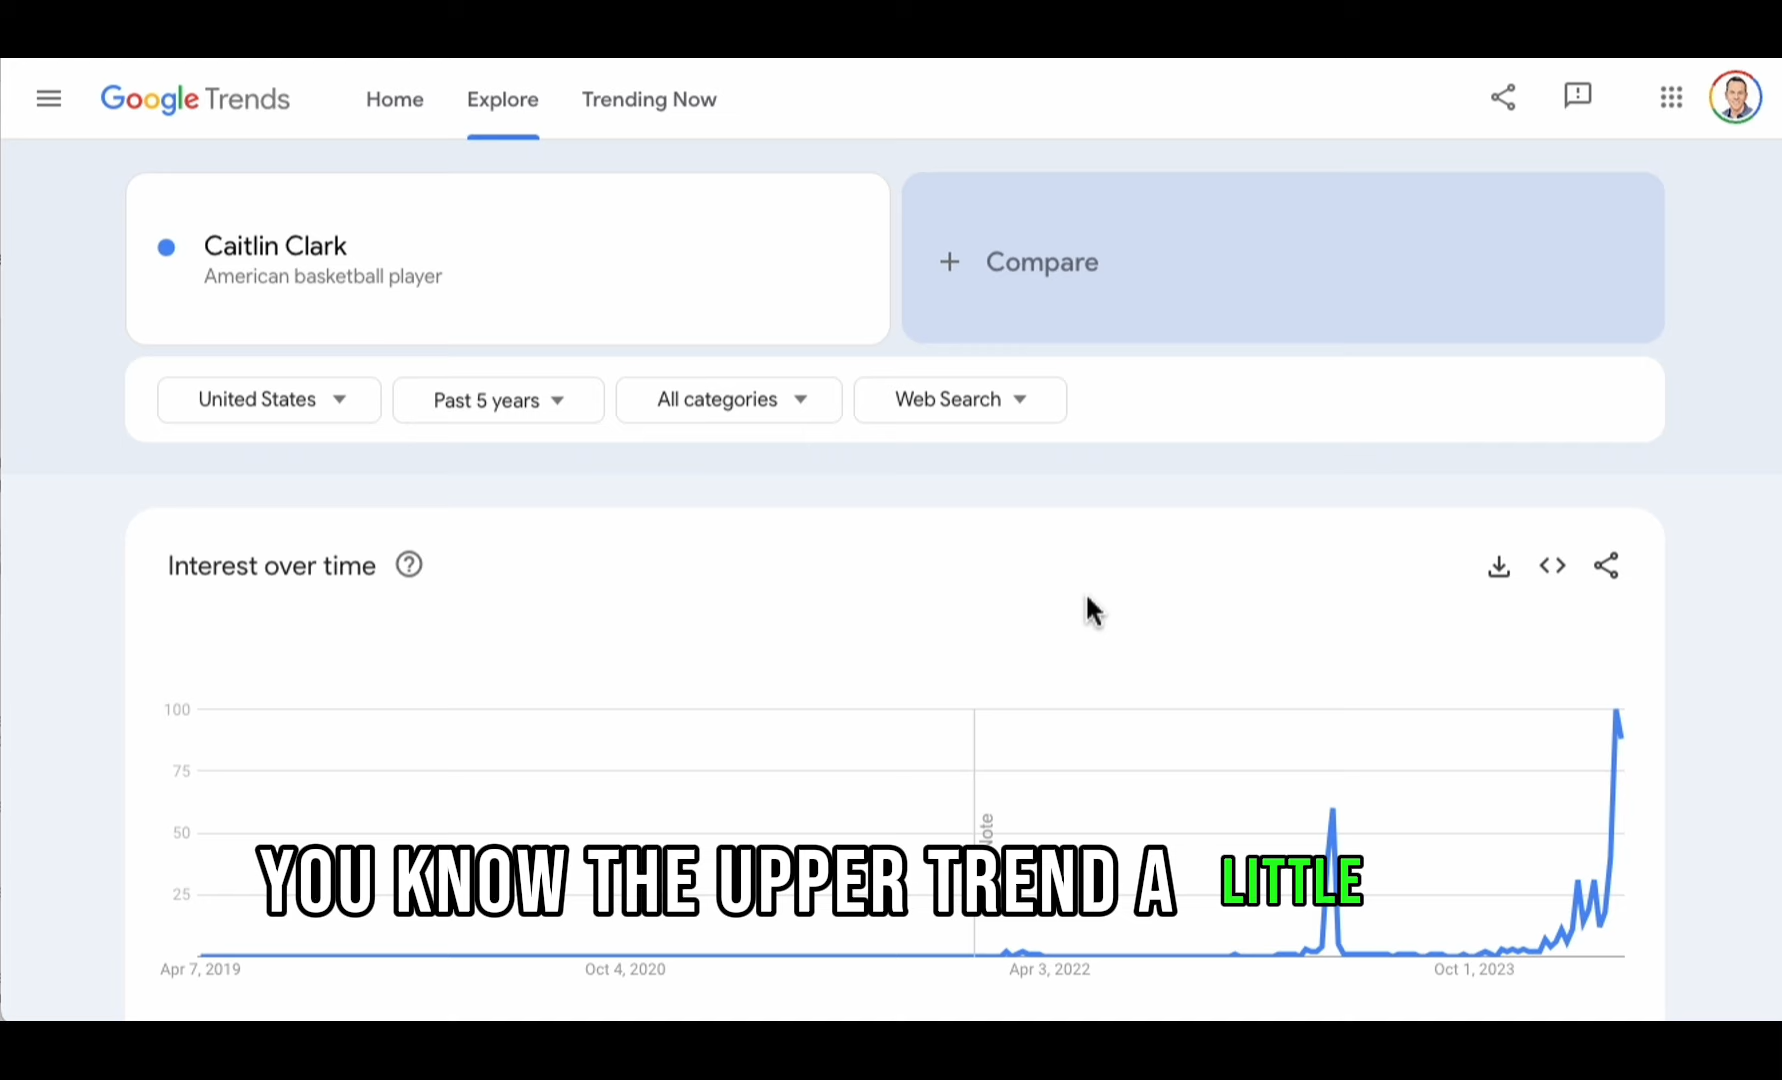 Google Trends
Home
Explore
Trending Now
Caitlin Clark
American basketball player
+ Compare
United States
Past 5 years
All categories
Web Search
Interest over time
100
75
50
25
Note
YOU KNOW THE UPPER TREND A LITTLE
Apr 7, 2019
Oct 4, 2020
Apr 3, 2022
Oct 1, 2023